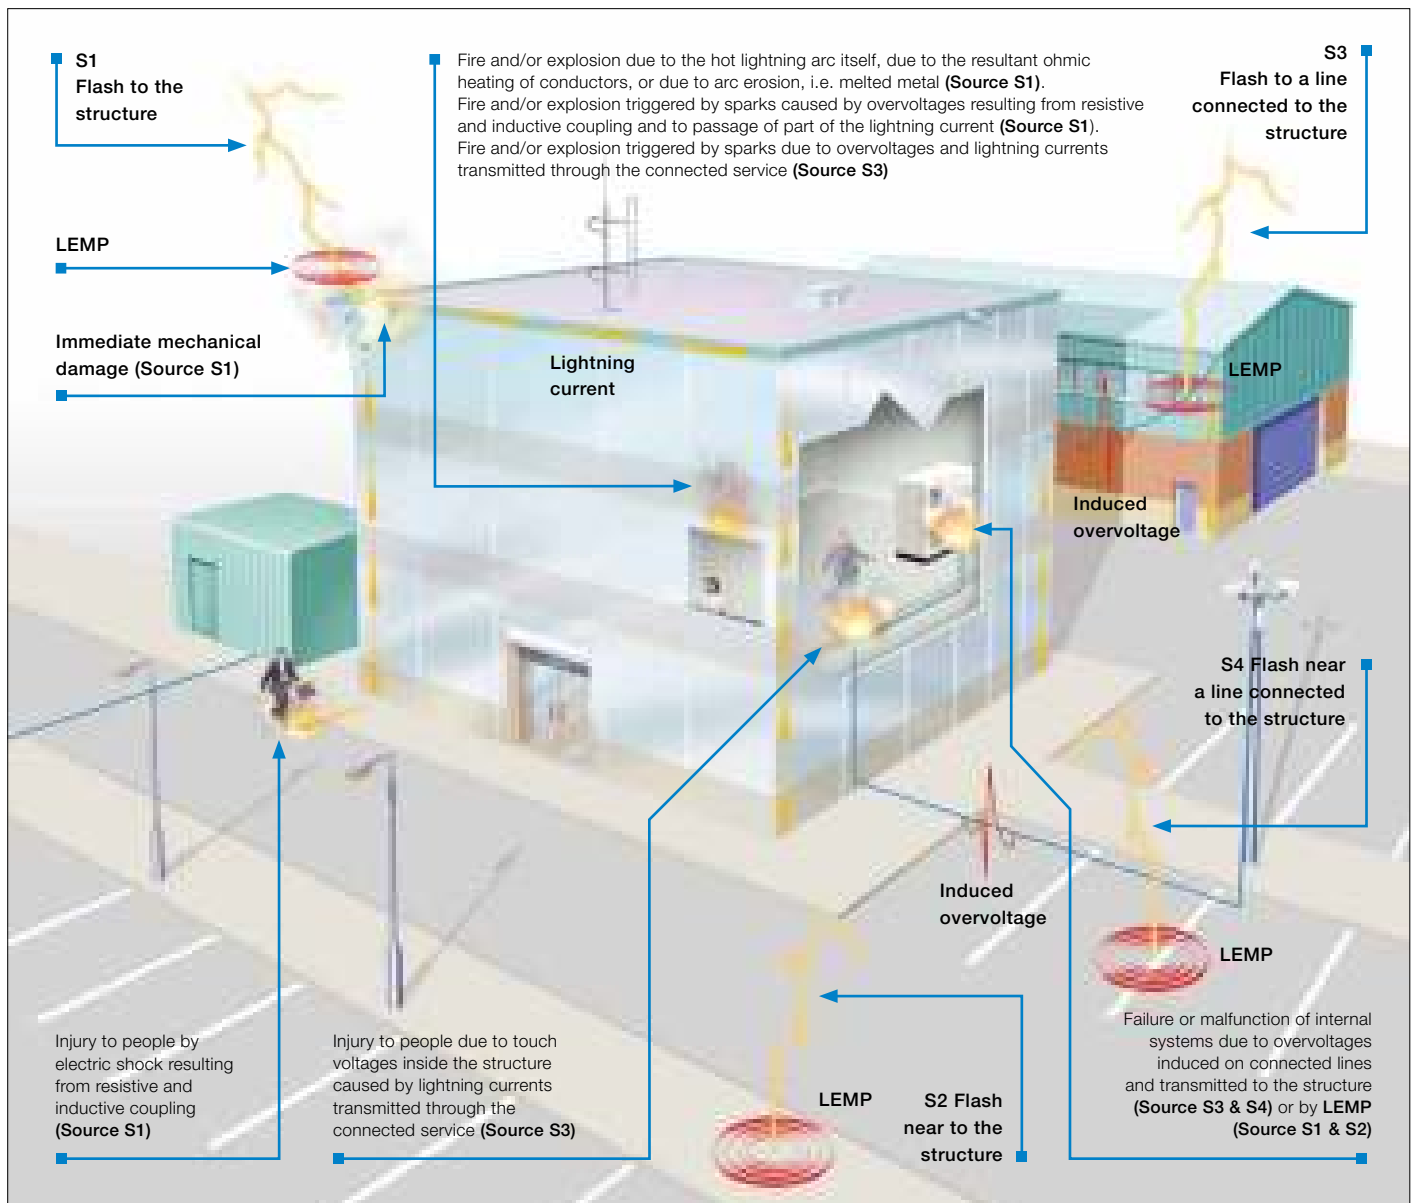 S1
Flash to the
structure
Fire and/or explosion due to the hot lightning arc itself, due to the resultant ohmic
heating of conductors, or due to arc erosion, i.e. melted metal (Source S1).
Fire and/or explosion triggered by sparks caused by overvoltages resulting from resistive
and inductive coupling and to passage of part of the lightning current (Source S1).
Fire and/or explosion triggered by sparks due to overvoltages and lightning currents
transmitted through the connected service (Source S3)
S3
Flash to a line
connected to the
structure
LEMP
Immediate mechanical
damage (Source S1)
Lightning
current
LEMP
Induced
overvoltage
S4 Flash near
a line connected
to the structure
Induced
overvoltage
LEMP
Injury to people by
electric shock resulting
from resistive and
inductive coupling
(Source S1)
Injury to people due to touch
voltages inside the structure
caused by lightning currents
transmitted through the
connected service (Source S3)
LEMP
S2 Flash
near to the
structure
Failure or malfunction of internal
systems due to overvoltages
induced on connected lines
and transmitted to the structure
(Source S3 & S4) or by LEMP
(Source S1 & S2)